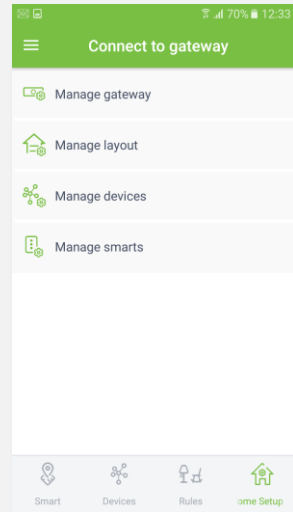 70% 12:33
Connect to gateway
Manage gateway
Manage layout
Manage devices
Manage smarts
Smart Devices Rules ome Setup